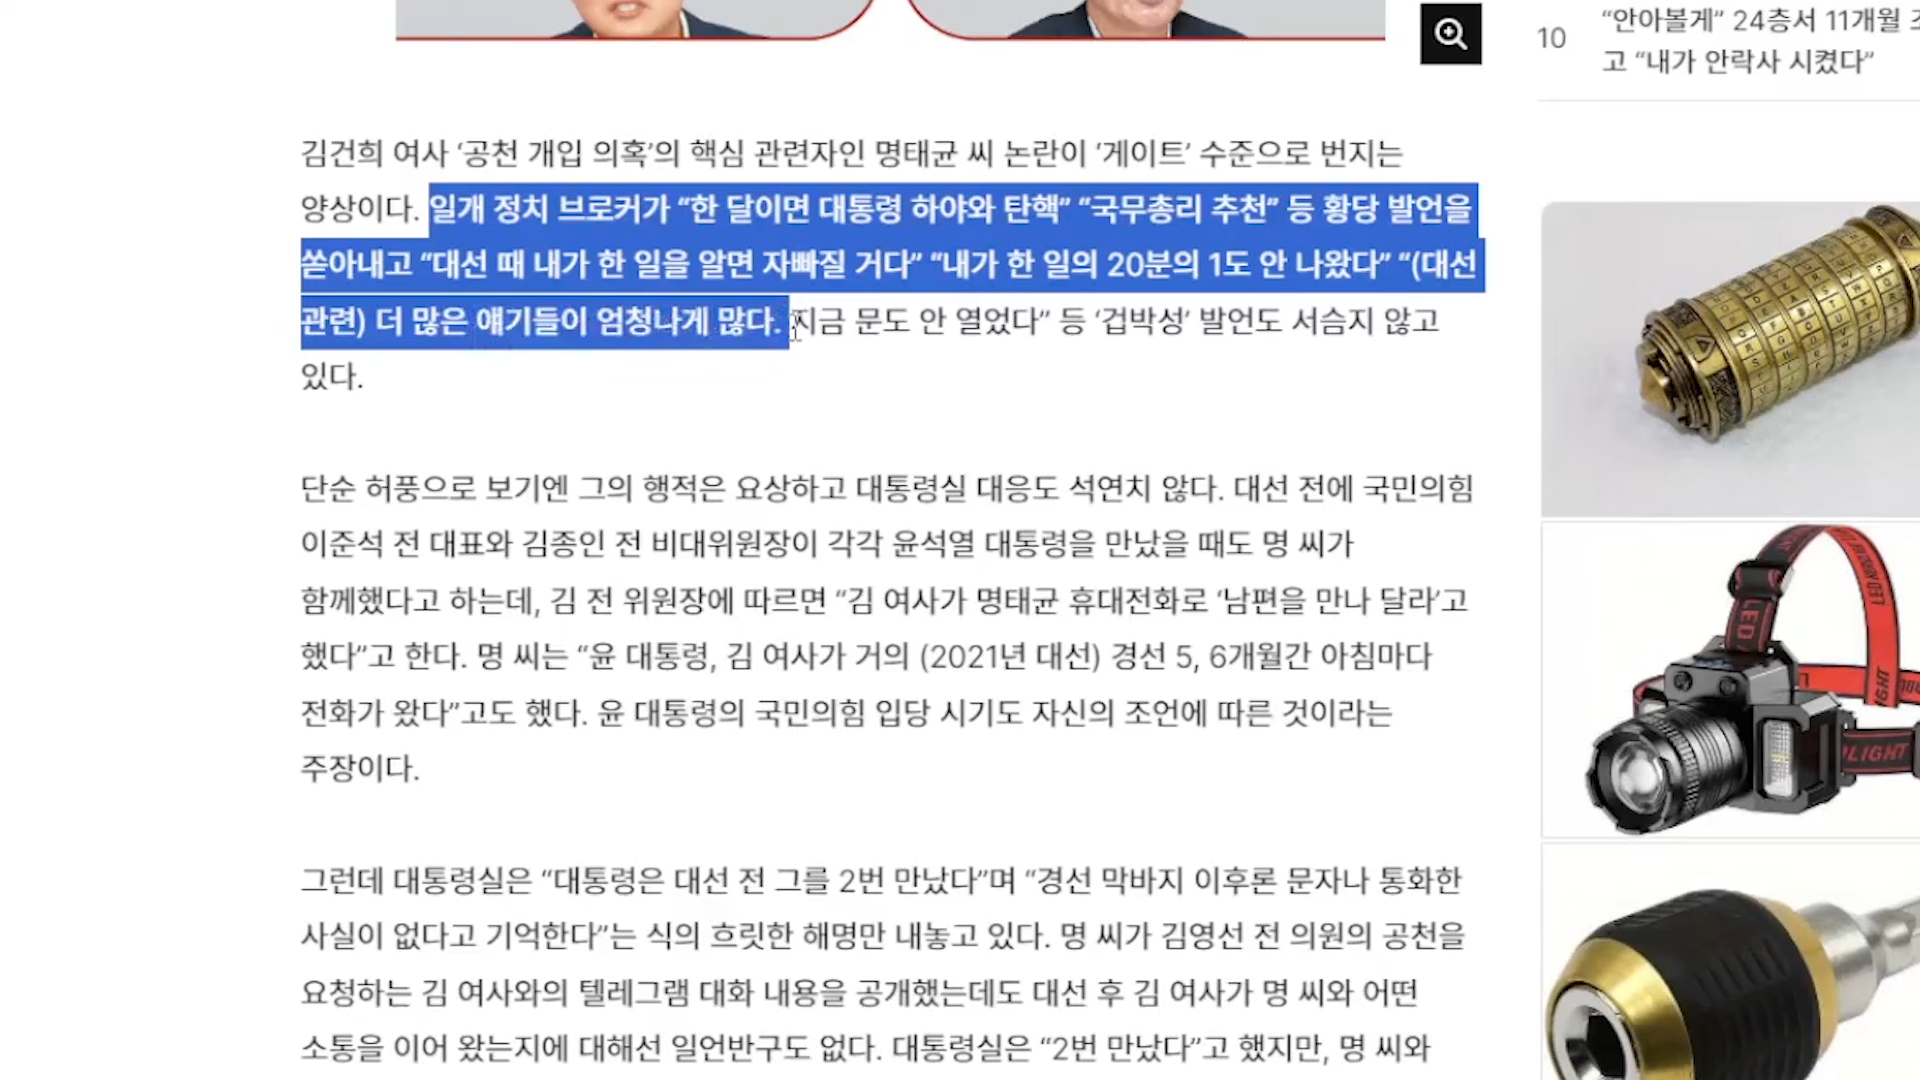 김건희 여사 ‘공천 개입 의혹’의 핵심 관련자인 명태균 씨 논란이 ‘게이트’ 수준으로 번지는
양상이다. 일개 정치 브로커가 “한 달이면 대통령 하야와 탄핵” “국무총리 추천” 등 황당 발언을
쏟아내고 “대선 때 내가 한 일을 알면 자빠질 거다” “내가 한 일의 20분의 1도 안 나왔다” “(대선
관련) 더 많은 얘기들이 엄청나게 많다. 지금 문도 안 열었다” 등 ‘겁박성’ 발언도 서슴지 않고
있다.
단순 허풍으로 보기엔 그의 행적은 요상하고 대통령실 대응도 석연치 않다. 대선 전에 국민의힘
이준석 전 대표와 김종인 전 비대위원장이 각각 윤석열 대통령을 만났을 때도 명 씨가
함께했다고 하는데, 김 전 위원장에 따르면 “김 여사가 명태균 휴대전화로 ‘남편을 만나 달라’고
했다”고 한다. 명 씨는 “윤 대통령, 김 여사가 거의 (2021년 대선) 경선 5, 6개월간 아침마다
전화가 왔다”고도 했다. 윤 대통령의 국민의힘 입당 시기도 자신의 조언에 따른 것이라는
주장이다.
그런데 대통령실은 “대통령은 대선 전 그를 2번 만났다”며 “경선 막바지 이후론 문자나 통화한
사실이 없다고 기억한다”는 식의 흐릿한 해명만 내놓고 있다. 명 씨가 김영선 전 의원의 공천을
요청하는 김 여사와의 텔레그램 대화 내용을 공개했는데도 대선 후 김 여사가 명 씨와 어떤
소통을 이어 왔는지에 대해선 일언반구도 없다. 대통령실은 “2번 만났다”고 했지만, 명 씨와
10
“안아볼게” 24층서 11개월
고 “내가 안락사 시켰다”
LED
LIGHT